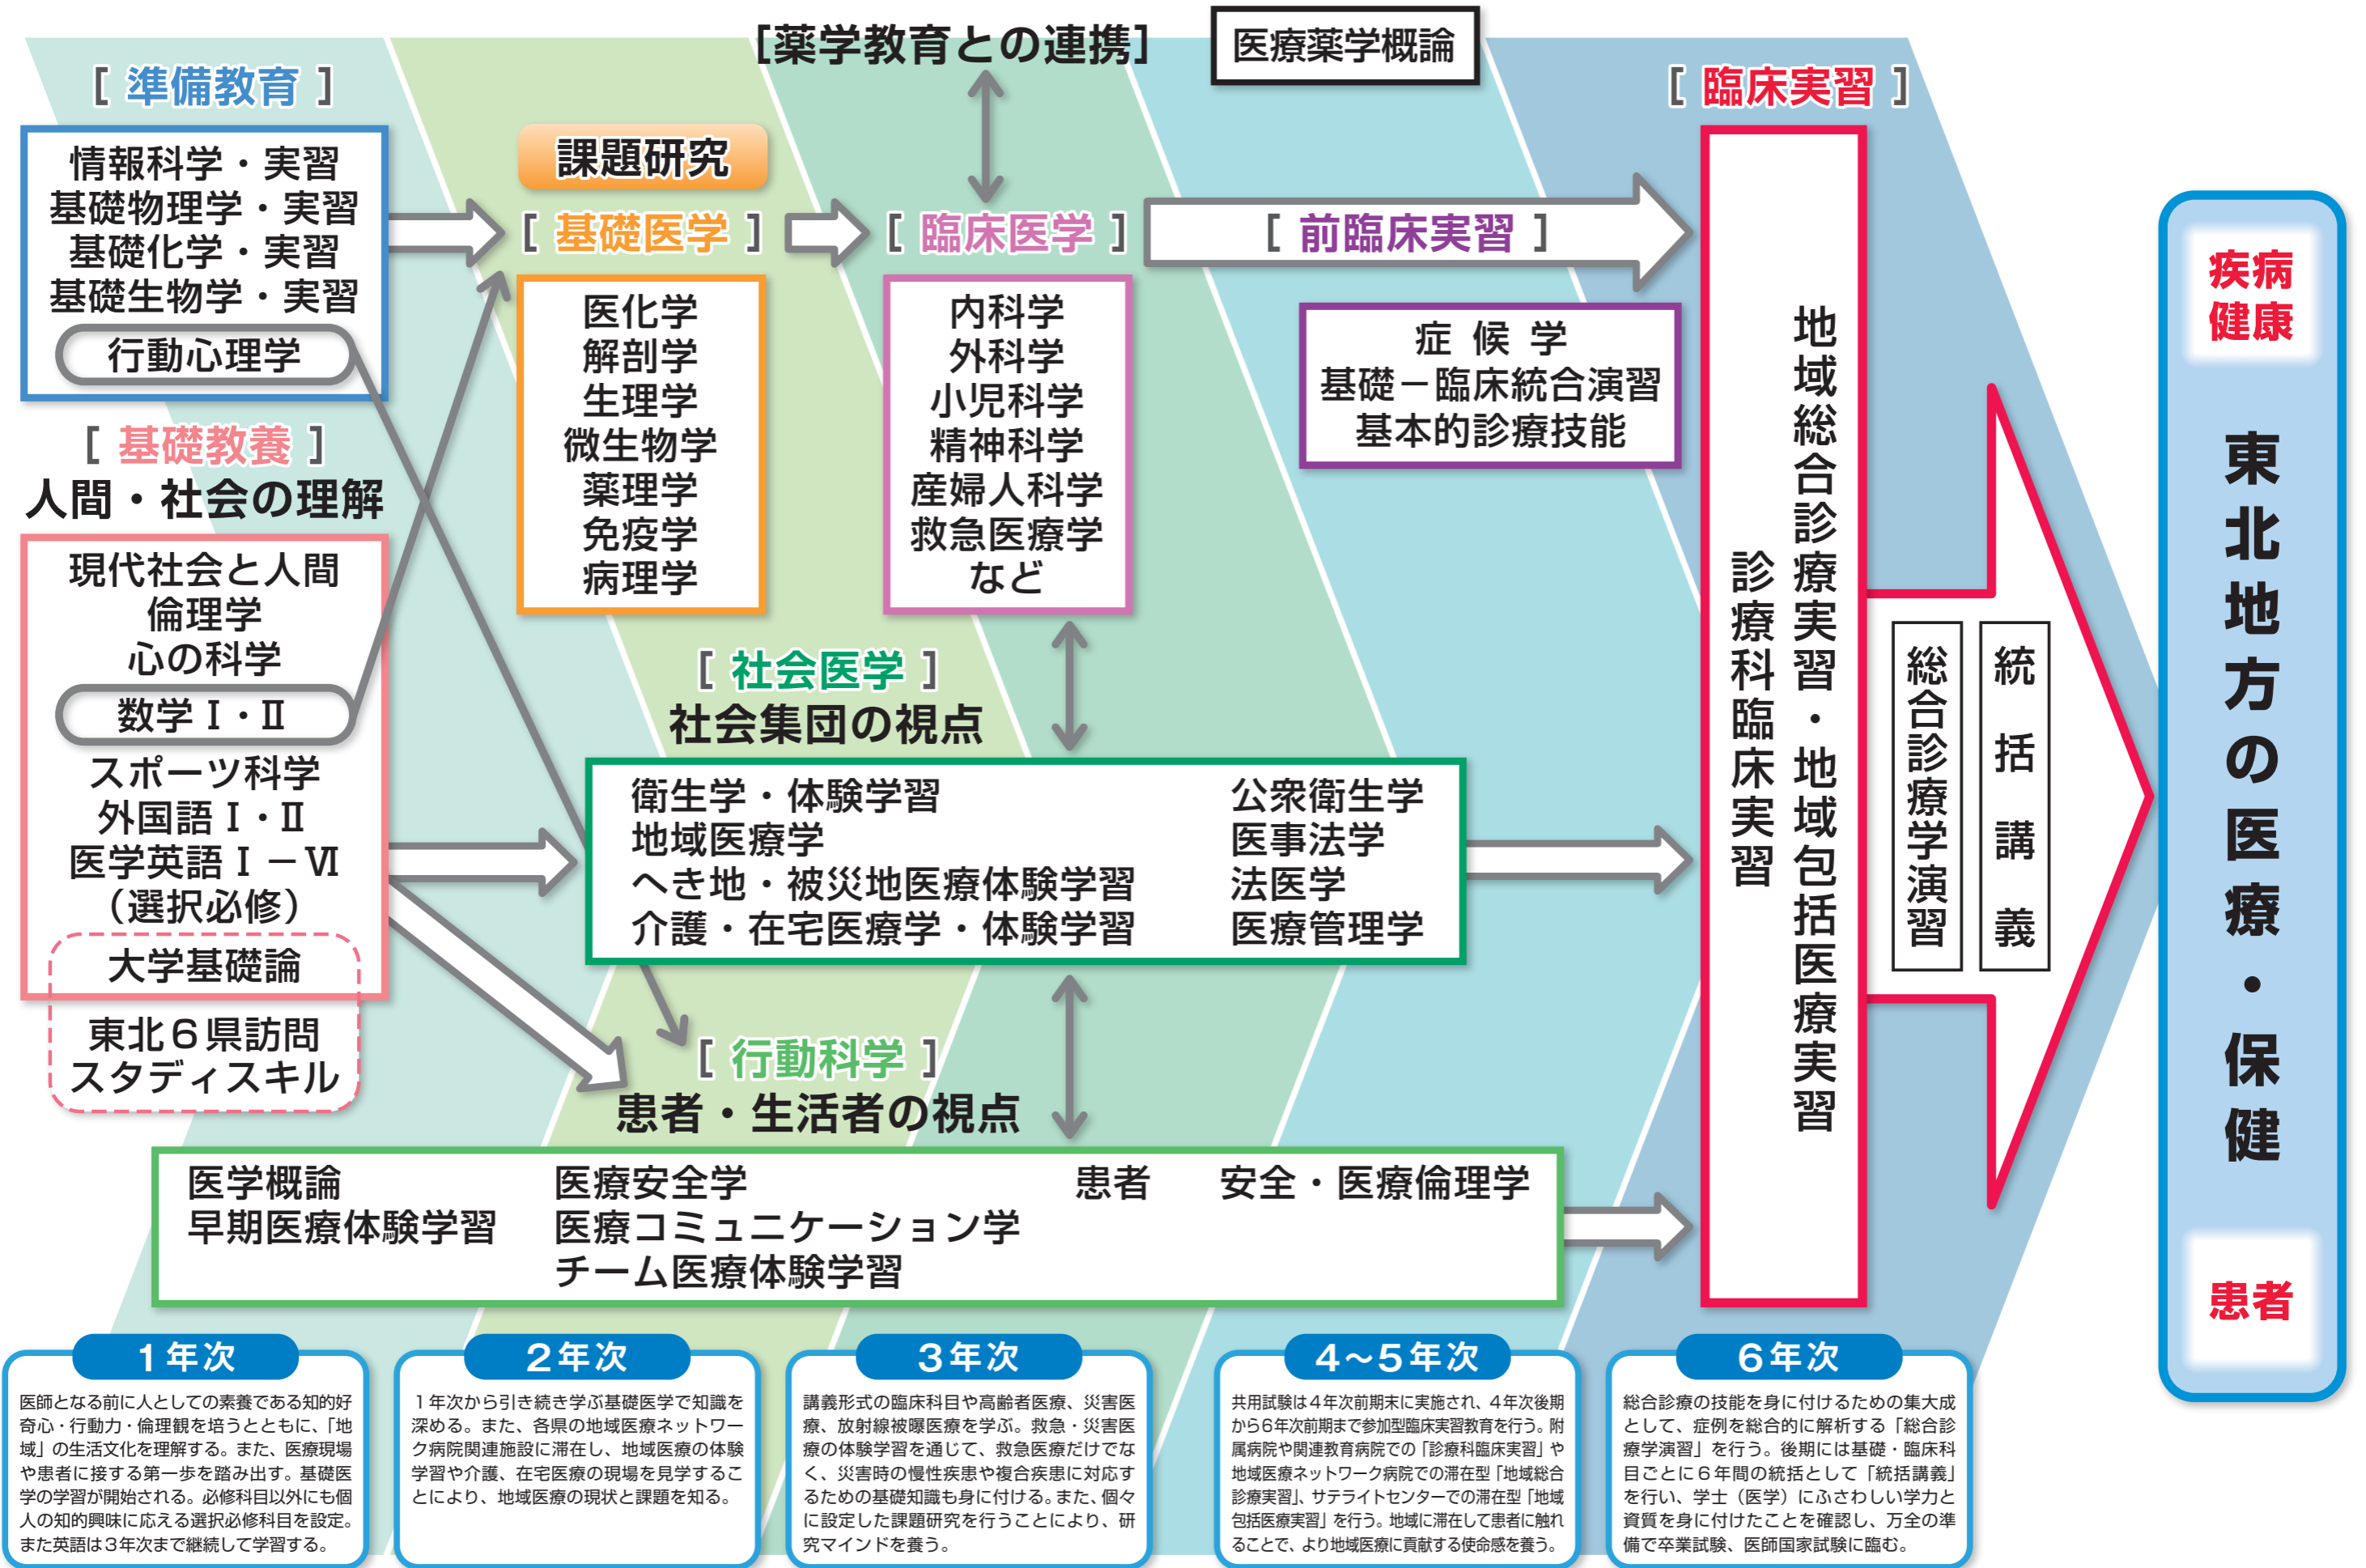 [薬学教育との連携]
医療薬学概論
[ 準備教育 ]
情報科学・実習
基礎物理学・実習
基礎化学・実習
基礎生物学・実習
行動心理学
[ 基礎教養 ]
人間・社会の理解
現代社会と人間
倫理学
心の科学
数学Ⅰ・Ⅱ
スポーツ科学
外国語Ⅰ・Ⅱ
医学英語Ⅰ－Ⅵ
（選択必修）
大学基礎論
東北６県訪問
スタディスキル
課題研究
[ 基礎医学 ]
医化学
解剖学
生理学
微生物学
薬理学
免疫学
病理学
[ 臨床医学 ]
内科学
外科学
小児科学
精神科学
産婦人科学
救急医療学
など
[ 前臨床実習 ]
症 候 学
基礎－臨床統合演習
基本的診療技能
[ 社会医学 ]
社会集団の視点
衛生学・体験学習
地域医療学
へき地・被災地医療体験学習
介護・在宅医療学・体験学習
公衆衛生学
医事法学
法医学
医療管理学
[ 行動科学 ]
患者・生活者の視点
医学概論
早期医療体験学習
医療安全学
医療コミュニケーション学
チーム医療体験学習
患者　安全・医療倫理学
[ 臨床実習 ]
地域総合診療実習・地域包括医療実習
診療科臨床実習
総合診療学演習
統括講義
疾病
健康
東北地方の医療・保健
患者
１年次
医師となる前に人としての素養である知的好
奇心・行動力・倫理観を培うとともに、「地
域」の生活文化を理解する。また、医療現場
や患者に接する第一歩を踏み出す。基礎医
学の学習が開始される。必修科目以外にも個
人の知的興味に応える選択必修科目を設定。
また英語は３年次まで継続して学習する。
２年次
１年次から引き続き学ぶ基礎医学で知識を
深める。また、各県の地域医療ネットワー
ク病院関連施設に滞在し、地域医療の体験
学習や介護、在宅医療の現場を見学するこ
とにより、地域医療の現状と課題を知る。
３年次
講義形式の臨床科目や高齢者医療、災害医
療、放射線被曝医療を学ぶ。救急・災害医
療の体験学習を通じて、救急医療だけでな
く、災害時の慢性疾患や複合疾患に対応す
るための基礎知識も身に付ける。また、個々
に設定した課題研究を行うことにより、研
究マインドを養う。
４～５年次
共用試験は４年次前期末に実施され、４年次後期
から６年次前期まで参加型臨床実習教育を行う。附
属病院や関連教育病院での「診療科臨床実習」や
地域医療ネットワーク病院での滞在型「地域総合
診療実習」、サテライトセンターでの滞在型「地域
包括医療実習」を行う。地域に滞在して患者に触れ
ることで、より地域医療に貢献する使命感を養う。
６年次
総合診療の技能を身に付けるための集大成
として、症例を総合的に解析する「総合診
療学演習」を行う。後期には基礎・臨床科
目ごとに６年間の統括として「統括講義」
を行い、学士（医学）にふさわしい学力と
資質を身に付けたことを確認し、万全の準
備で卒業試験、医師国家試験に臨む。